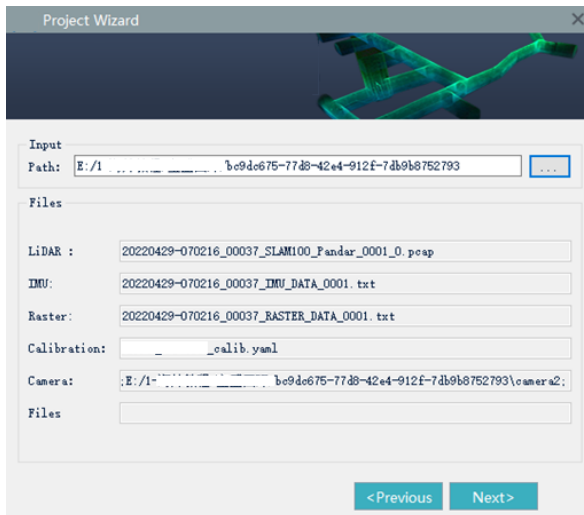 Project Wizard
Input
Path: E:/1 /bc9dc675-77d8-42e4-912f-7db9b8752793 ...
Files
LiDAR : 20220429-070216_00037_SLAM100_Pandar_0001_0.pcap
IMU: 20220429-070216_00037_IMU_DATA_0001.txt
Raster: 20220429-070216_00037_RASTER_DATA_0001.txt
Calibration: _ _calib.yaml
Camera: ;E:/1- bc9dc675-77d8-42e4-912f-7db9b8752793\camera2;
Files
<Previous Next>